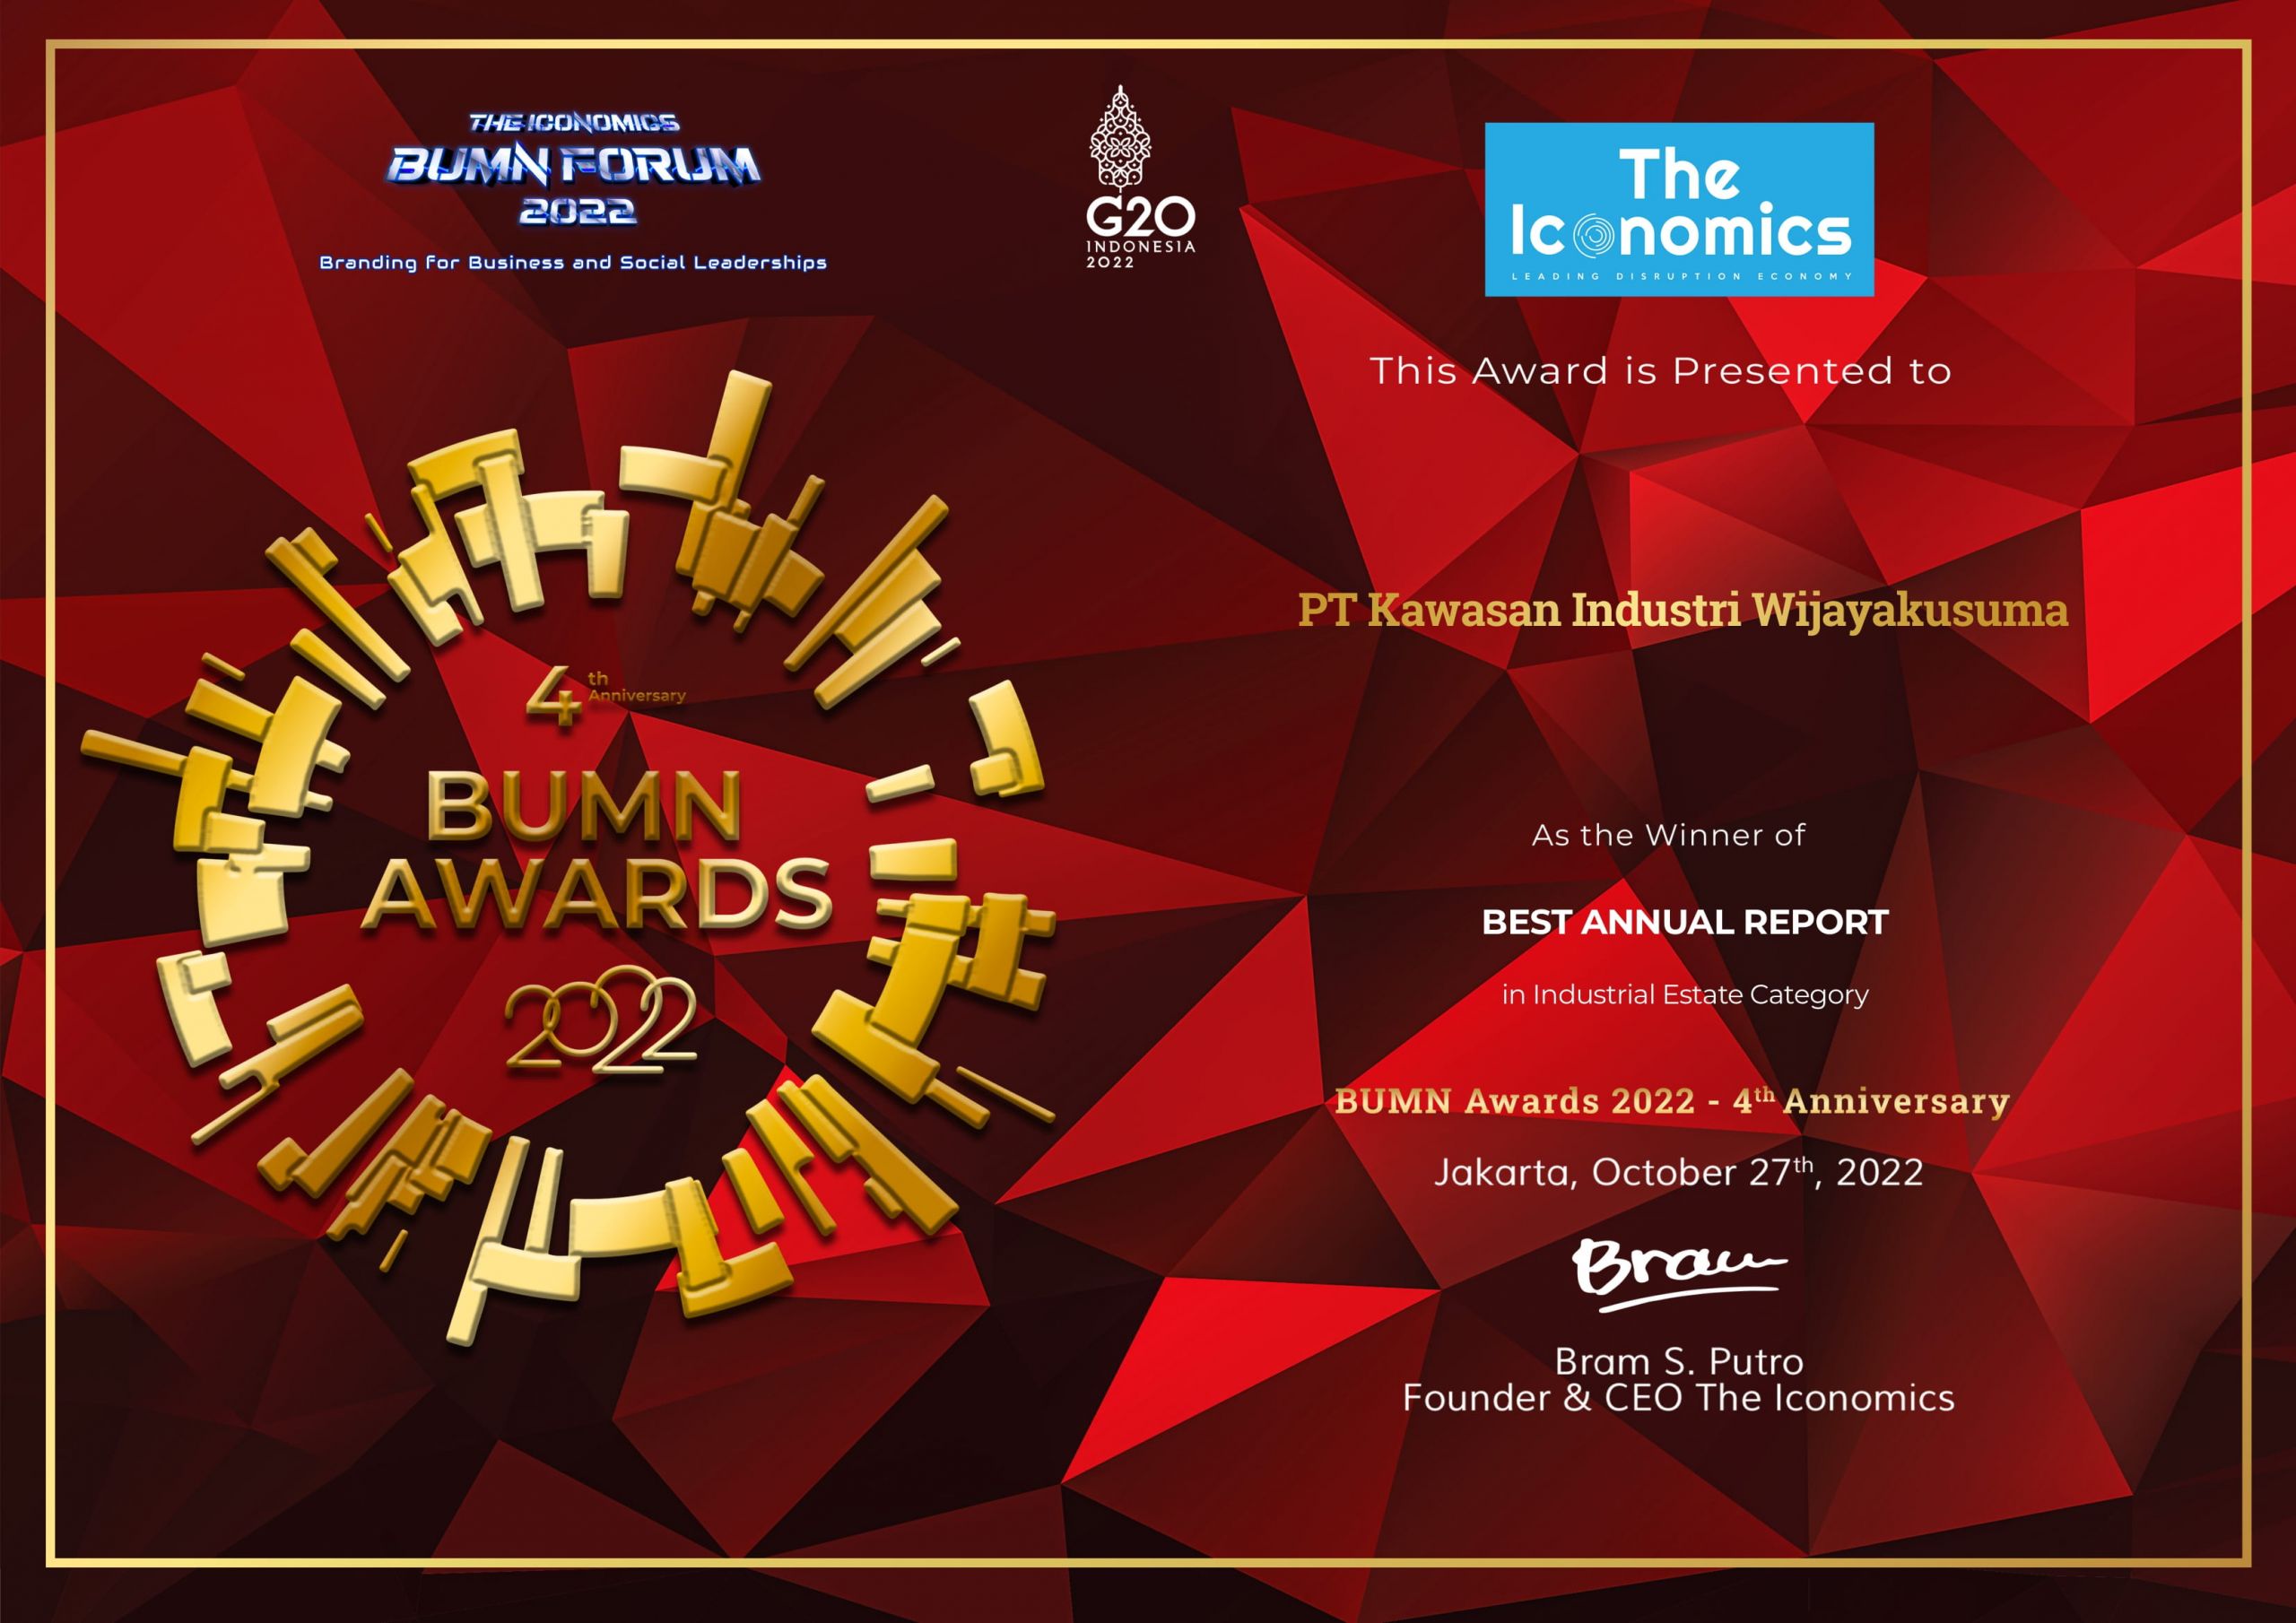 THE ICONOMICS
BUMN FORUM
2022
Branding for Business and Social Leaderships
G20
INDONESIA
2022
The
Iconomics
LEADING DISRUPTION ECONOMY
This Award is Presented to
PT Kawasan Industri Wijayakusuma
4th Anniversary
BUMN
AWARDS
2022
As the Winner of
BEST ANNUAL REPORT
in Industrial Estate Category
BUMN Awards 2022 - 4th Anniversary
Jakarta, October 27th, 2022
Bram
Bram S. Putro
Founder & CEO The Iconomics